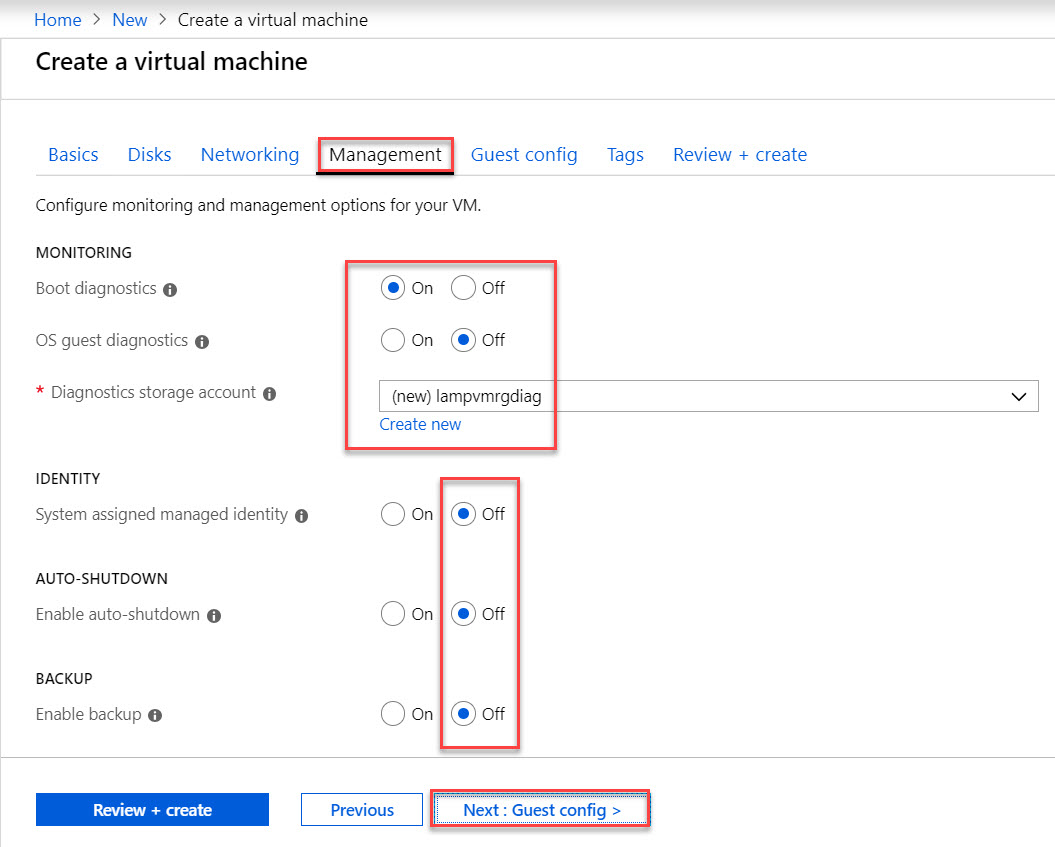 Home > New > Create a virtual machine
Create a virtual machine
Basics Disks Networking Management Guest config Tags Review + create
Configure monitoring and management options for your VM.
MONITORING
Boot diagnostics On Off
OS guest diagnostics On Off
* Diagnostics storage account (new) lampvmrgdiag
Create new
IDENTITY
System assigned managed identity On Off
AUTO-SHUTDOWN
Enable auto-shutdown On Off
BACKUP
Enable backup On Off
Review + create Previous Next : Guest config >